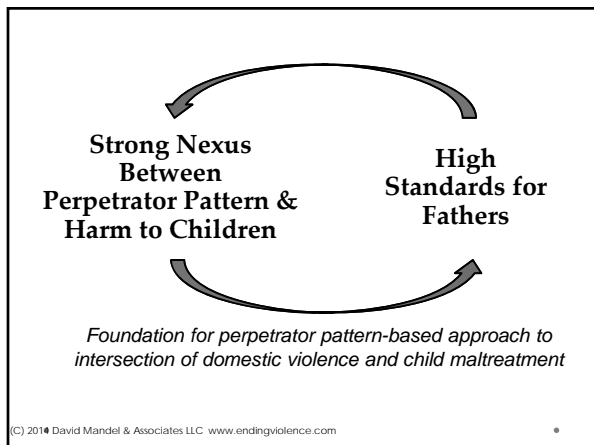 Strong Nexus
Between
Perpetrator Pattern &
Harm to Children
High
Standards for
Fathers
Foundation for perpetrator pattern-based approach to
intersection of domestic violence and child maltreatment
(C) David Mandel & Associates LLC www.endingviolence.com